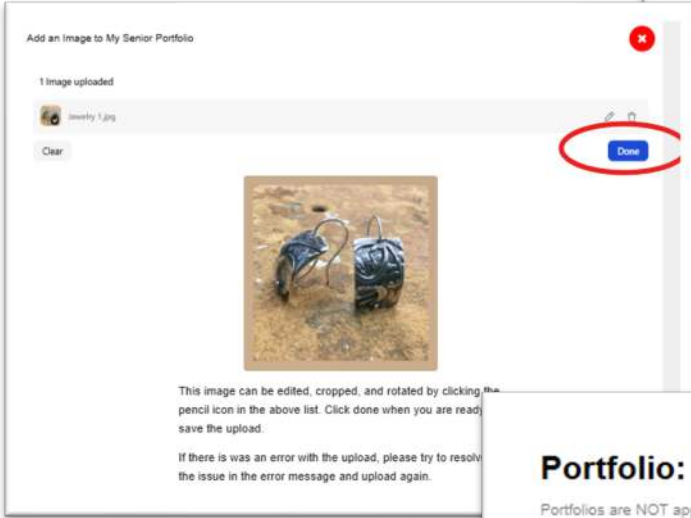 Add an Image to My Senior Portfolio
1 Image uploaded
Jewelry 1.jpg
Clear
Done
This image can be edited, cropped, and rotated by clicking the
pencil icon in the above list. Click done when you are ready
save the upload.
If there is was an error with the upload, please try to resolv
the issue in the error message and upload again.
Portfolio:
Portfolios are NOT app